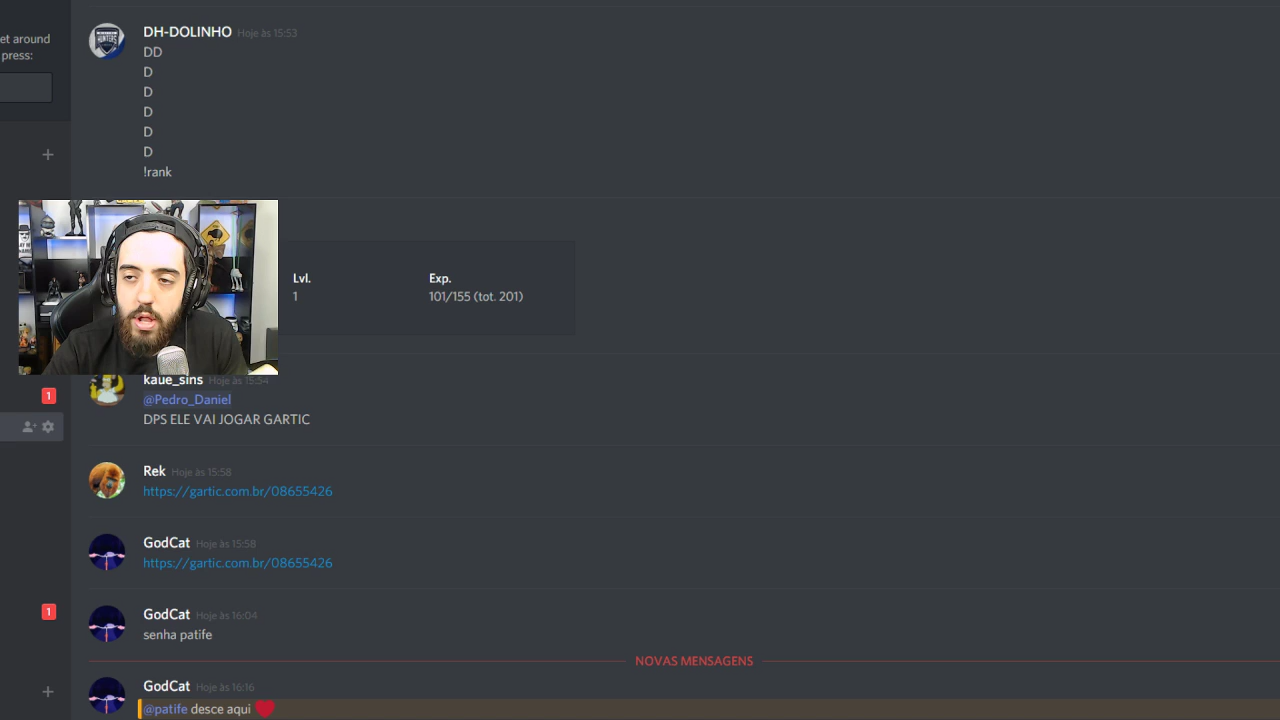 et around
press:
DH-DOLINHO Hoje às 15:53
DD
D
D
D
D
D
!rank
Lvl.
1
Exp.
101/155 (tot. 201)
kaue_sins Hoje às 15:54
@Pedro_Daniel
DPS ELE VAI JOGAR GARTIC
1
Rek Hoje às 15:58
https://gartic.com.br/08655426
GodCat Hoje às 15:58
https://gartic.com.br/08655426
1
GodCat Hoje às 16:04
senha patife
NOVAS MENSAGENS
GodCat Hoje às 16:16
@patife desce aqui